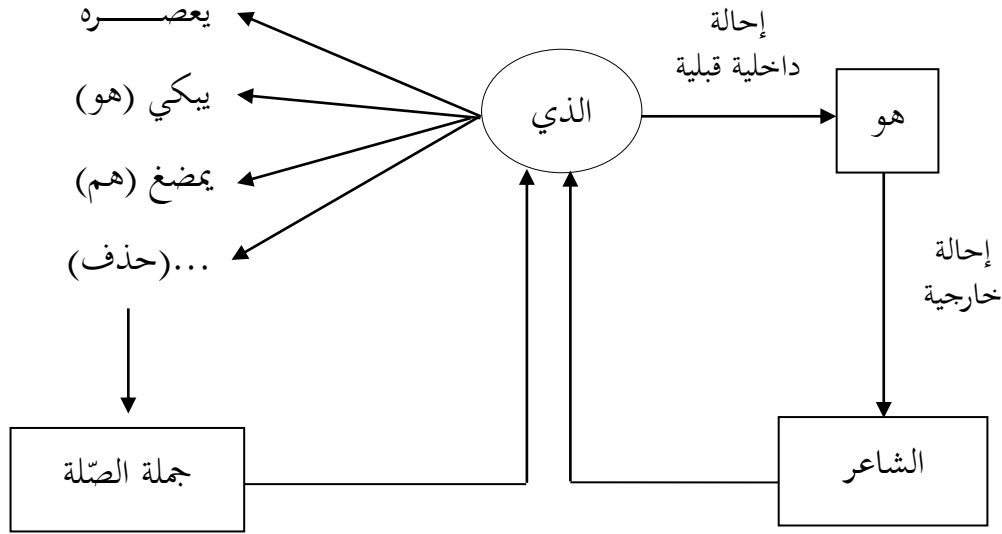 يعصـــــره
يبكي (هو)
يمضغ (هم)
...(حذف)
جملة الصّلة
الذي
إحالة
داخلية قبلية
هو
إحالة
خارجية
الشاعر